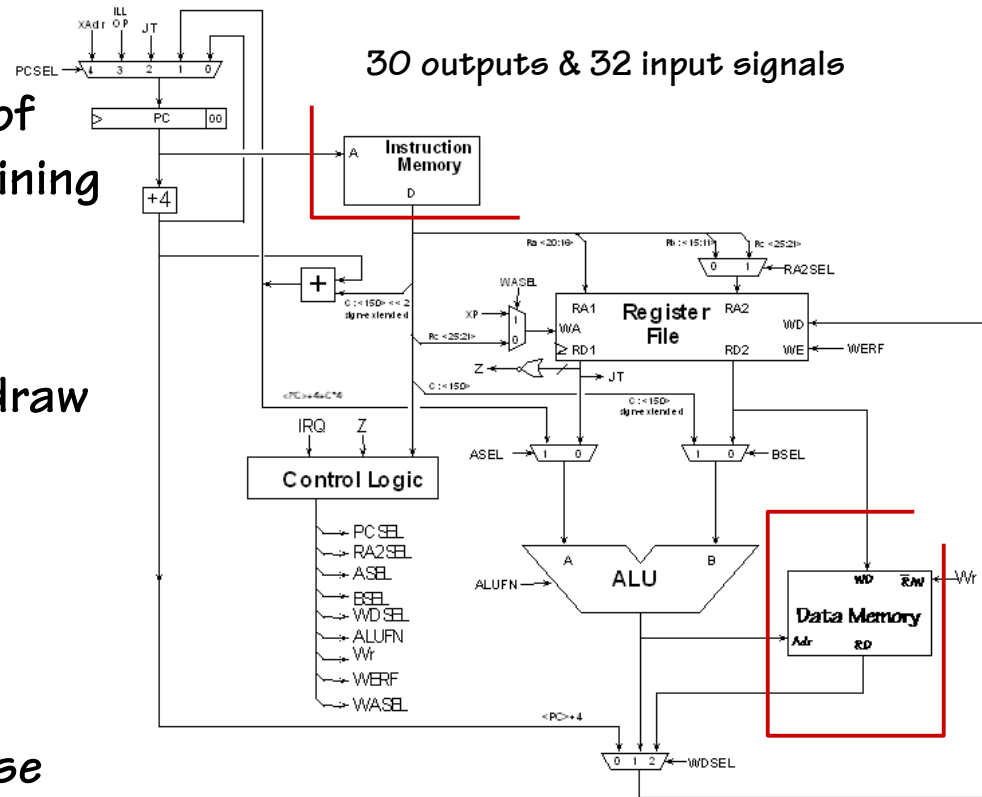 ILL
XAdr OP JT
PCSEL 4 3 2 1 0
30 outputs & 32 input signals
of
PC 00
ining
A Instruction
Memory
D
+4
Ra <20:16> Rb: <15:11> Rc <25:21>
0 1 RA2SEL
+
C: <15:0> << 2
sign-extended
WASEL
XP 1
0
Rc <25:21>
RA1 Register RA2
File
WA WD
RD1 RD2 WE WERF
Z JT
draw
<PC>+4+C*4
C: <15:0>
C: <15:0>
sign-extended
IRQ Z
ASEL 1 0 1 0 BSEL
Control Logic
PCSEL
RA2SEL
ASEL
BSEL
WDSEL
ALUFN
Wr
WERF
WASEL
A B
ALUFN ALU
WD R/W Wr
Data Memory
Adr RD
<PC>+4
0 1 2 WDSEL
se